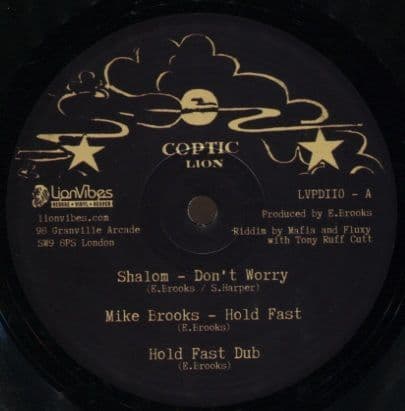 COPTIC
LION
LionVibes
REGGAE • VINYL • REDEEM
lionvibes.com
98 Granville Arcade
SW9 8PS London
LVPD110 - A
Produced by E.Brooks
Riddim by Mafia and Fluxy
with Tony Ruff Cutt
Shalom - Don't Worry
(E.Brooks / S.Harper)
Mike Brooks - Hold Fast
(E.Brooks)
Hold Fast Dub
(E.Brooks)